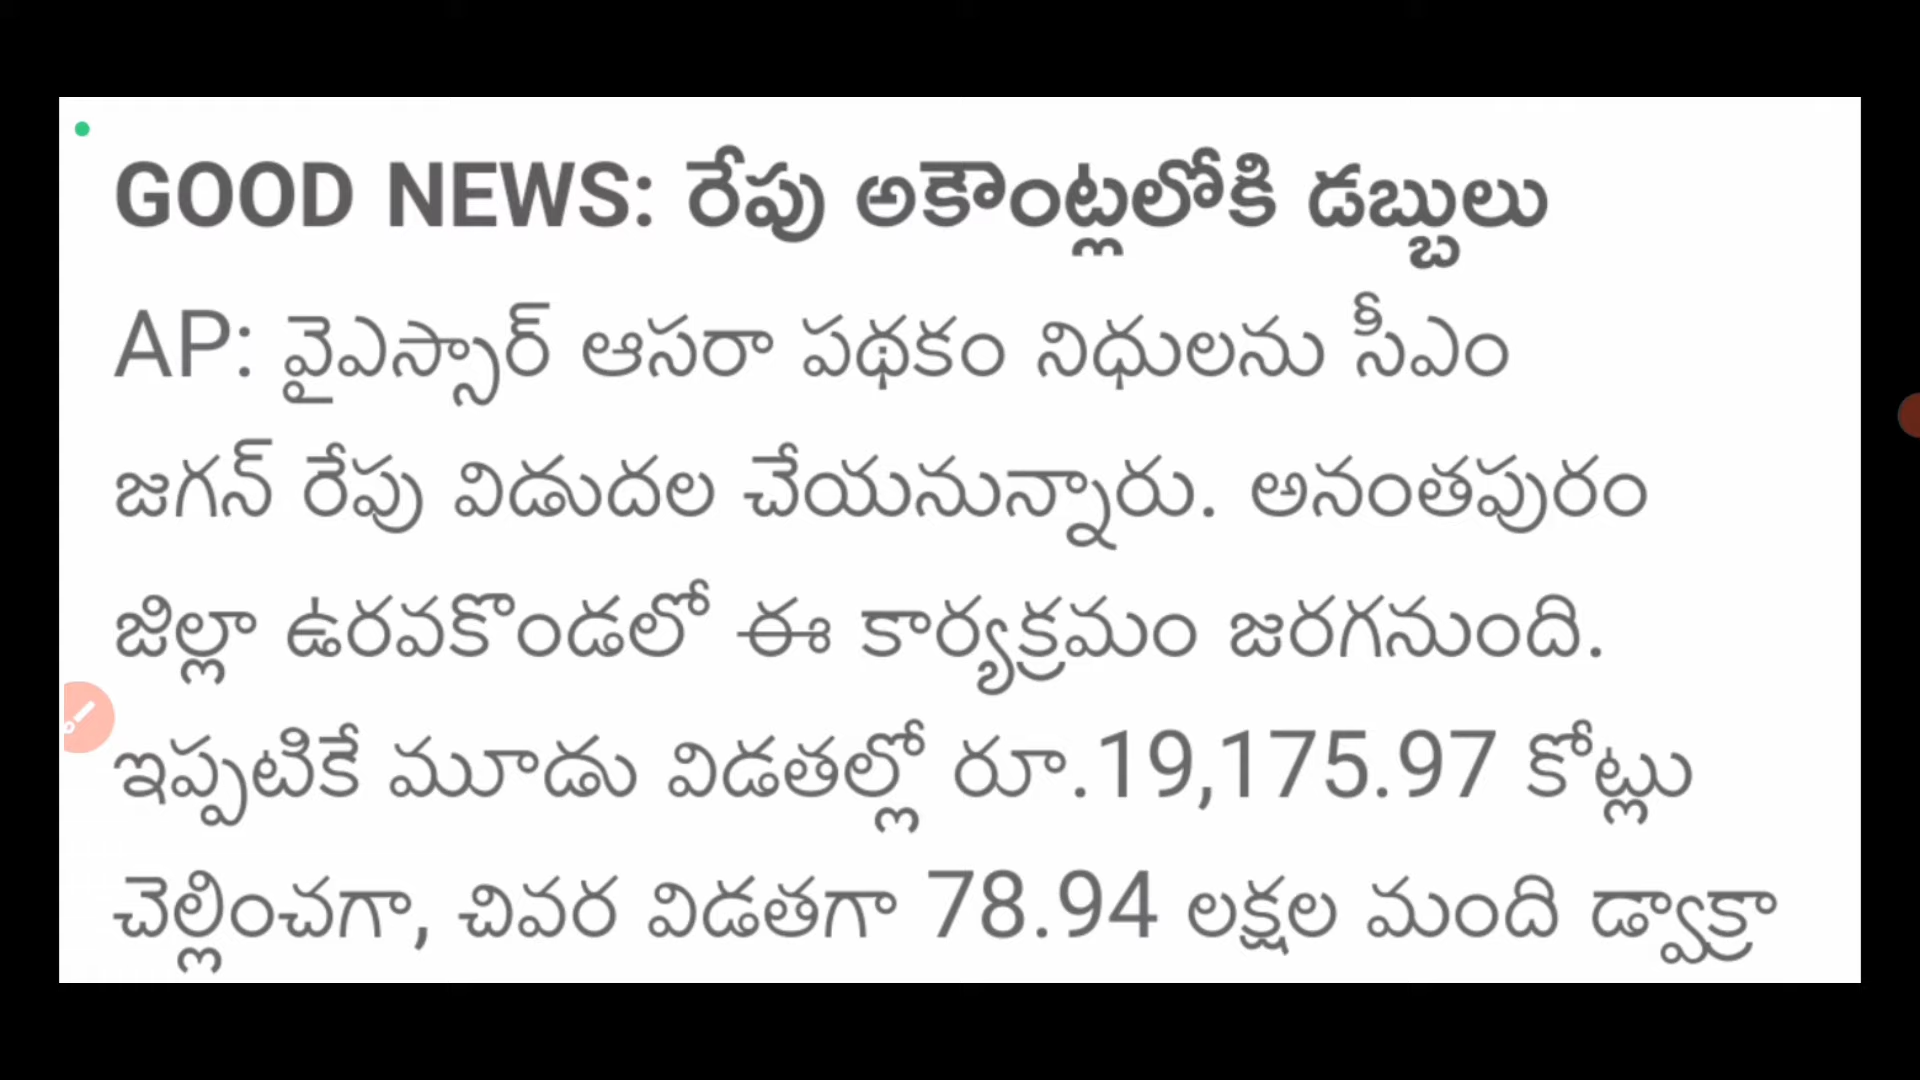 GOOD NEWS: రేపు అకౌంట్లలోకి డబ్బులు
AP: వైఎస్సార్ ఆసరా పథకం నిధులను సీఎం
జగన్ రేపు విడుదల చేయనున్నారు. అనంతపురం
జిల్లా ఉరవకొండలో ఈ కార్యక్రమం జరగనుంది.
ఇప్పటికే మూడు విడతల్లో రూ.19,175.97 కోట్లు
చెల్లించగా, చివర విడతగా 78.94 లక్షల మంది డ్వాక్రా